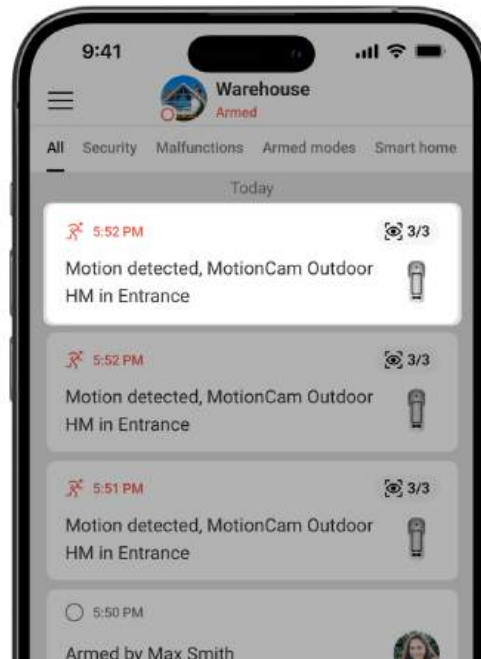 9:41
Warehouse
Armed
All Security Malfunctions Armed modes Smart home
Today
5:52 PM 3/3
Motion detected, MotionCam Outdoor
HM in Entrance
5:52 PM 3/3
Motion detected, MotionCam Outdoor
HM in Entrance
5:51 PM 3/3
Motion detected, MotionCam Outdoor
HM in Entrance
5:50 PM
Armed by Max Smith